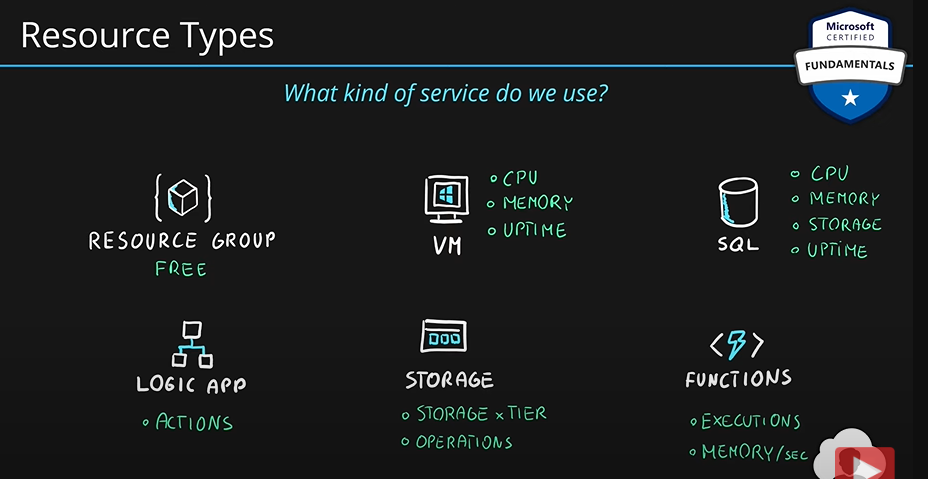 Resource Types
Microsoft
CERTIFIED
FUNDAMENTALS
What kind of service do we use?
RESOURCE GROUP
FREE
VM
CPU
MEMORY
UPTIME
SQL
CPU
MEMORY
STORAGE
UPTIME
LOGIC APP
ACTIONS
STORAGE
STORAGE x TIER
OPERATIONS
FUNCTIONS
EXECUTIONS
MEMORY/SEC